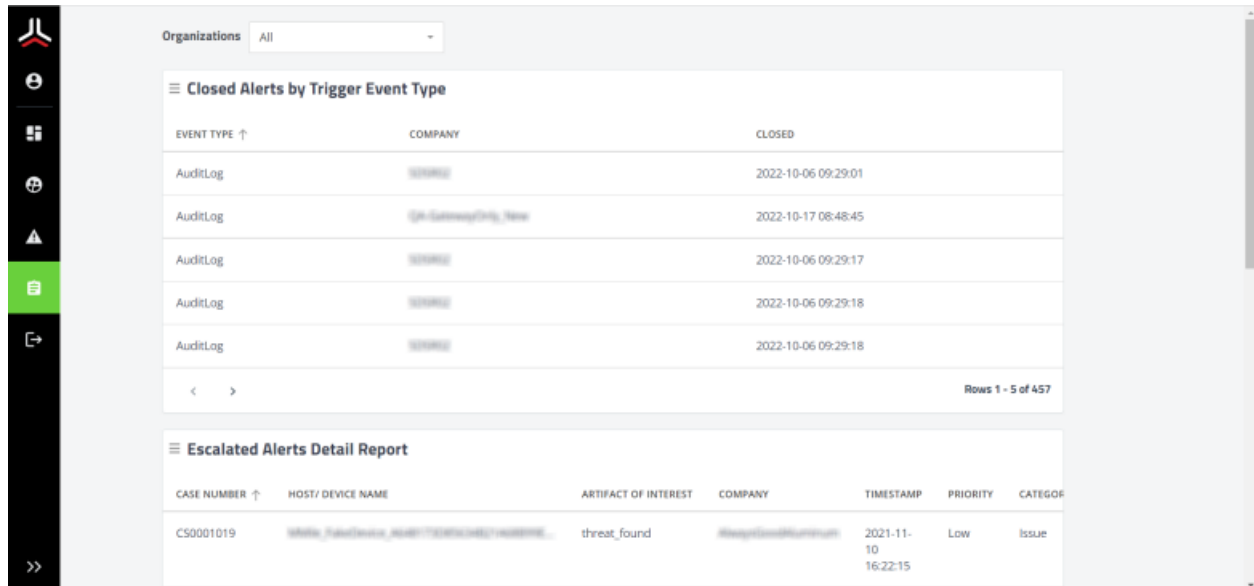 Organizations All
Closed Alerts by Trigger Event Type
EVENT TYPE ↑ COMPANY CLOSED
AuditLog 2022-10-06 09:29:01
AuditLog 2022-10-17 08:48:45
AuditLog 2022-10-06 09:29:17
AuditLog 2022-10-06 09:29:18
AuditLog 2022-10-06 09:29:18
Rows 1 - 5 of 457
Escalated Alerts Detail Report
CASE NUMBER ↑ HOST/ DEVICE NAME ARTIFACT OF INTEREST COMPANY TIMESTAMP PRIORITY CATEGOR
CS0001019 threat_found 2021-11- Low Issue
10
16:22:15